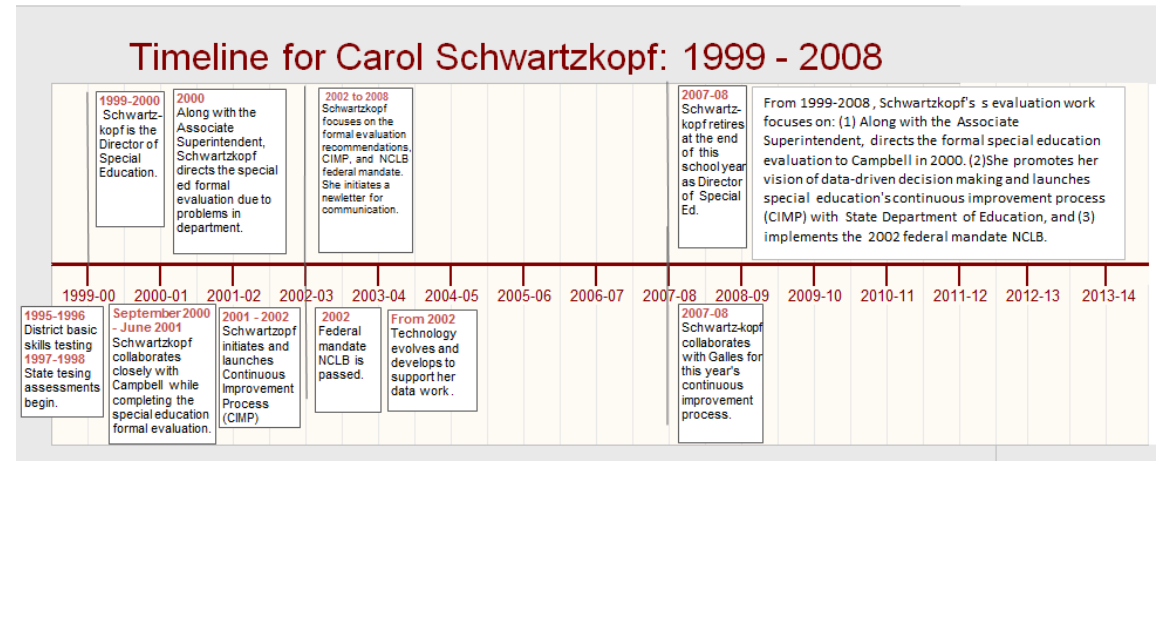 Timeline for Carol Schwartzkopf: 1999 - 2008
1999-2000
Schwartz-
kopf is the
Director of
Special
Education.
2000
Along with the
Associate
Superintendent,
Schwartzkopf
directs the special
ed formal
evaluation due to
problems in
department.
2002 to 2008
Schwartzkopf
focuses on the
formal evaluation
recommendations,
CIMP, and NCLB
federal mandate.
She initiates a
newletter for
communication.
2007-08
Schwartz-
kopf retires
at the end
of this
school year
as Director
of Special
Ed.
From 1999-2008 , Schwartzkopf's s evaluation work
focuses on: (1) Along with the Associate
Superintendent, directs the formal special education
evaluation to Campbell in 2000. (2)She promotes her
vision of data-driven decision making and launches
special education's continuous improvement process
(CIMP) with State Department of Education, and (3)
implements the 2002 federal mandate NCLB.
1999-00 2000-01 2001-02 2002-03 2003-04 2004-05 2005-06 2006-07 2007-08 2008-09 2009-10 2010-11 2011-12 2012-13 2013-14
1995-1996
District basic
skills testing
1997-1998
State tesing
assessments
begin.
September 2000
- June 2001
Schwartzkopf
collaborates
closely with
Campbell while
completing the
special education
formal evaluation.
2001 - 2002
Schwartzopf
initiates and
launches
Continuous
Improvement
Process
(CIMP)
2002
Federal
mandate
NCLB is
passed.
From 2002
Technology
evolves and
develops to
support her
data work .
2007-08
Schwartz-kopf
collaborates
with Galles for
this year's
continuous
improvement
process.